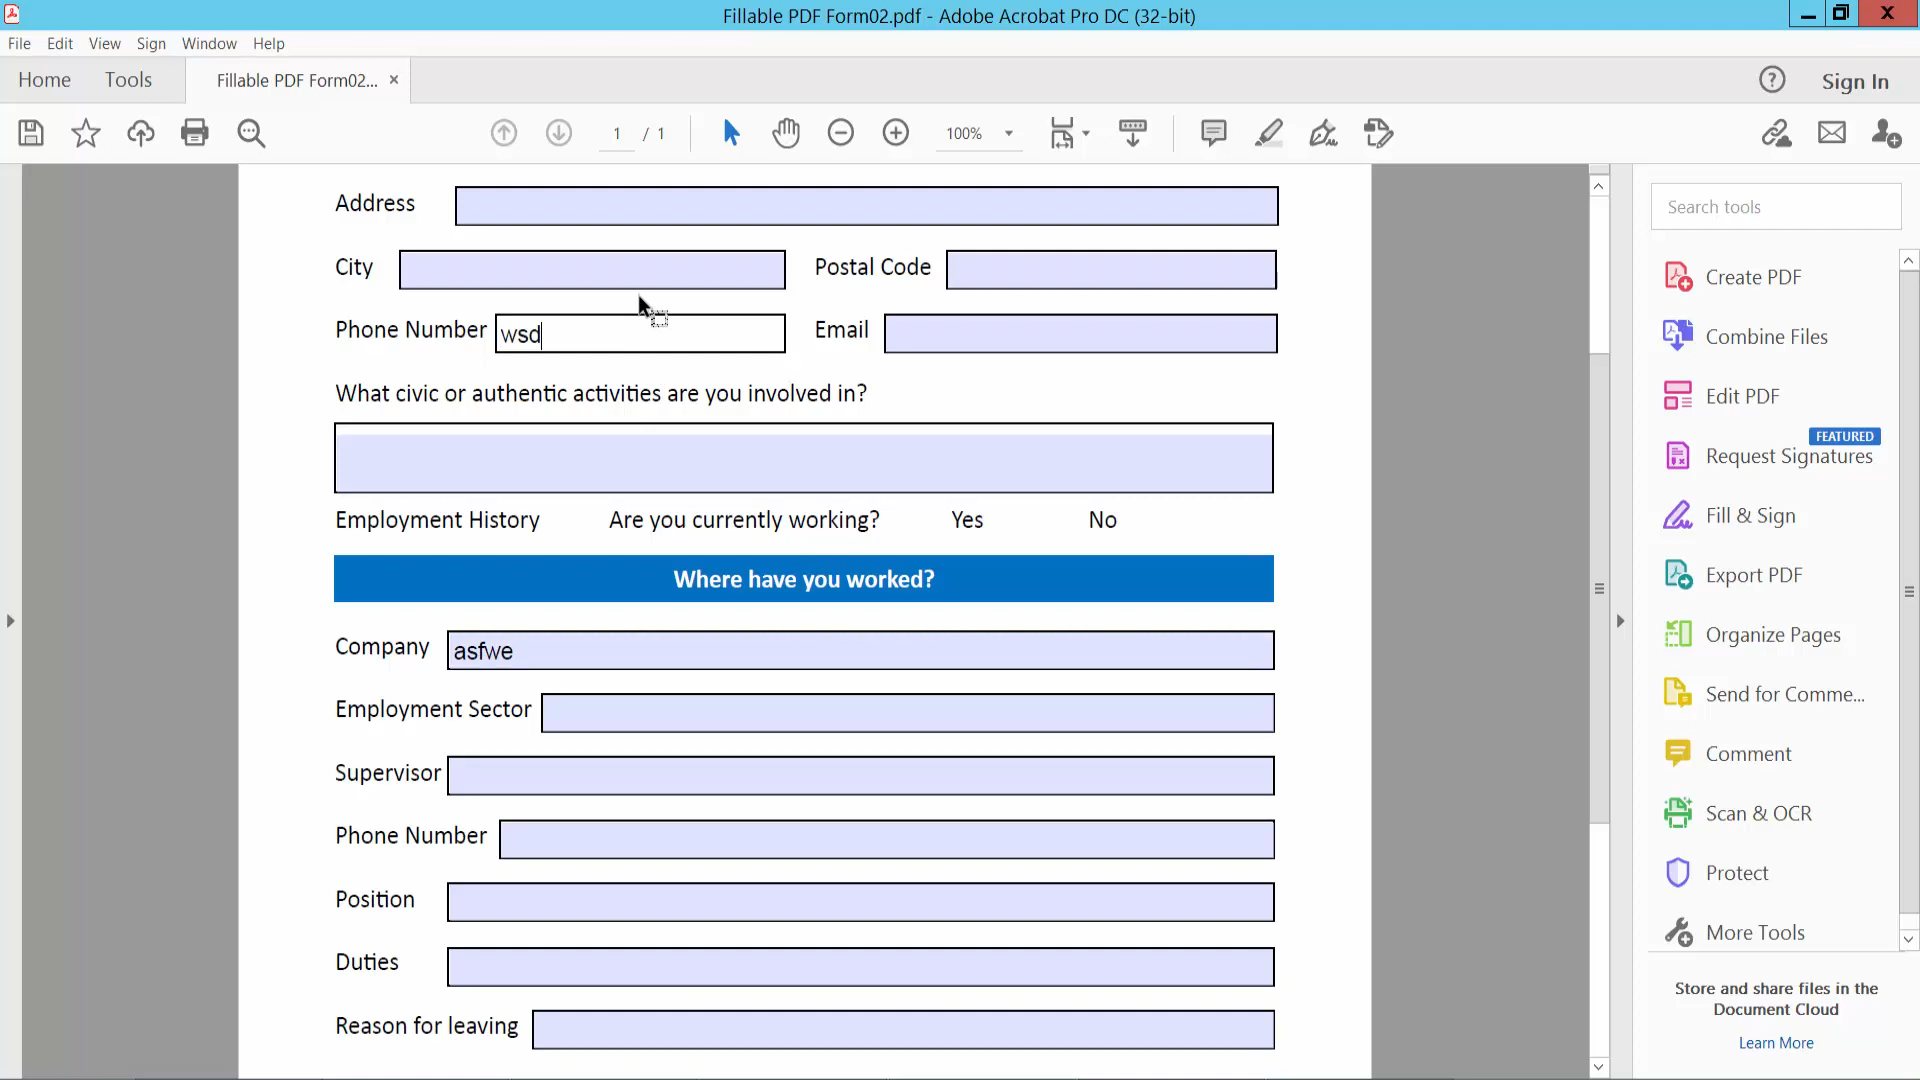 Fillable PDF Form02.pdf - Adobe Acrobat Pro DC (32-bit)
File Edit View Sign Window Help
Home Tools Fillable PDF Form02... × Sign In
1 / 1 100%
Address
City Postal Code
Phone Number wsd Email
What civic or authentic activities are you involved in?
Employment History Are you currently working? Yes No
Where have you worked?
Company asfwe
Employment Sector
Supervisor
Phone Number
Position
Duties
Reason for leaving
Search tools
Create PDF
Combine Files
Edit PDF
FEATURED
Request Signatures
Fill & Sign
Export PDF
Organize Pages
Send for Comme...
Comment
Scan & OCR
Protect
More Tools
Store and share files in the
Document Cloud
Learn More